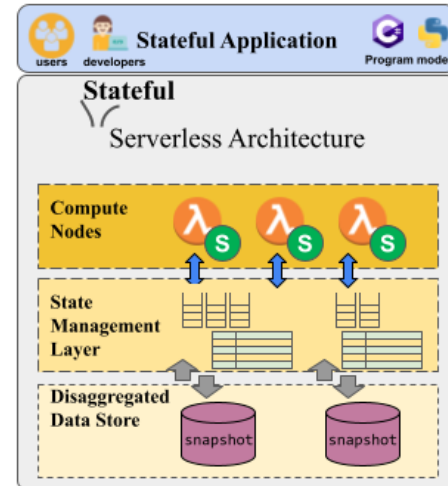 Stateful Application
users developers
Program mode
Stateful
Serverless Architecture
Compute
Nodes
λ λ λ
S S S
State
Management
Layer
Disaggregated
Data Store
snapshot snapshot